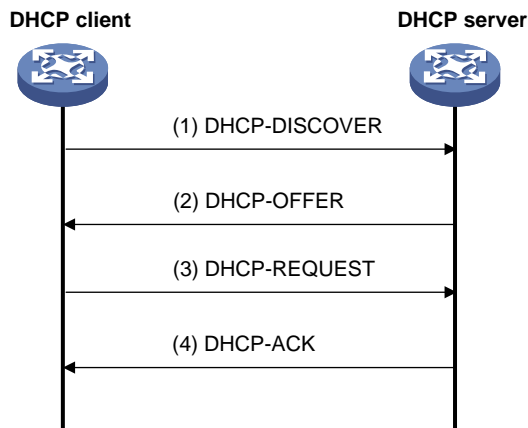 DHCP client
DHCP server
(1) DHCP-DISCOVER
(2) DHCP-OFFER
(3) DHCP-REQUEST
(4) DHCP-ACK